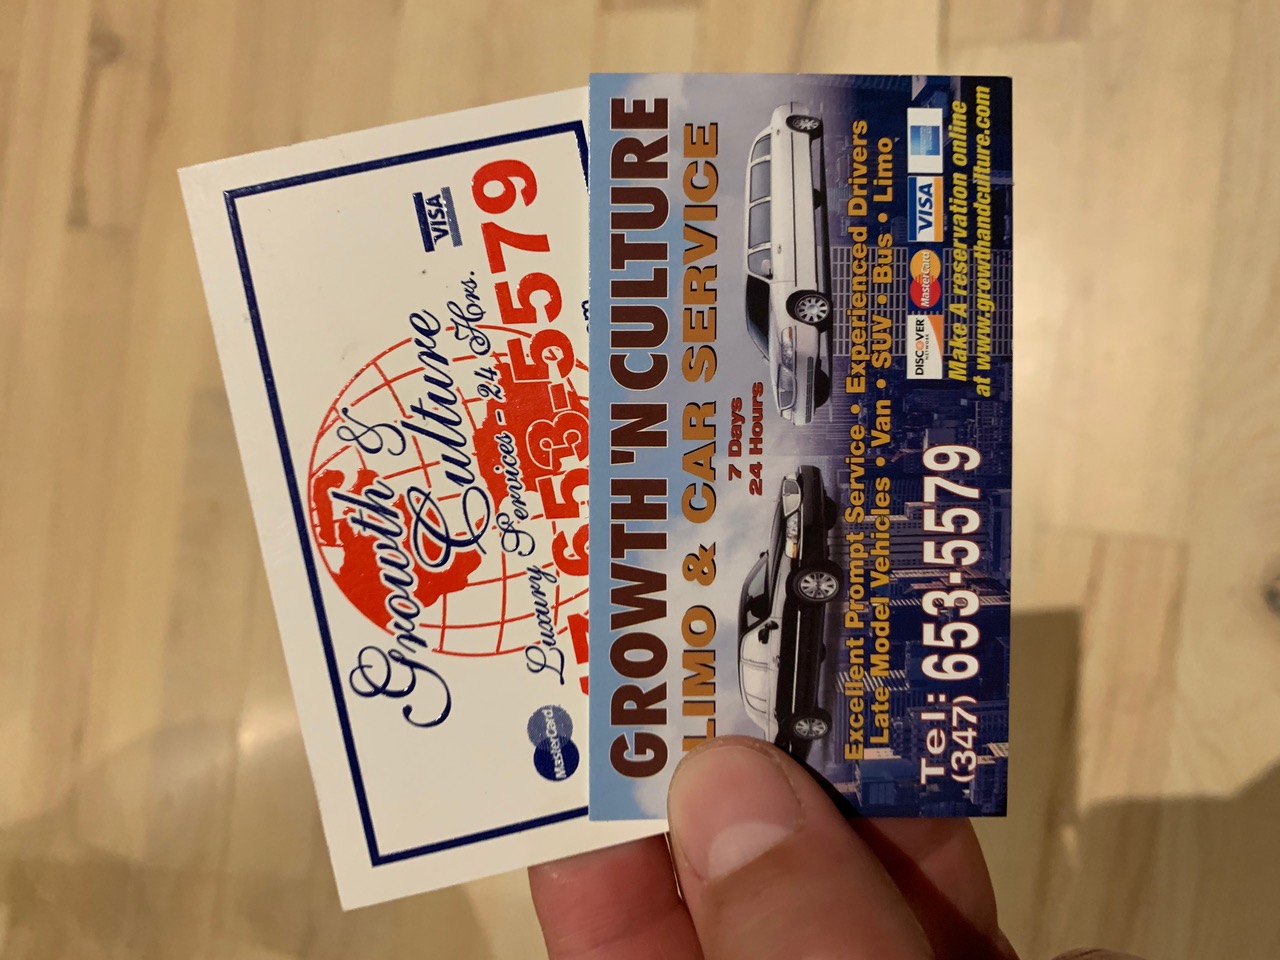 Growth &
Culture
Luxury Services - 24 Hrs.
653-5579
MasterCard
VISA
GROWTH 'N CULTURE
LIMO & CAR SERVICE
7 Days
24 Hours
Excellent Prompt Service • Experienced Drivers
Late Model Vehicles • Van • SUV • Bus • Limo
DISCOVER
NETWORK
MasterCard
VISA
Tel:
(347) 653-5579
Make A reservation online
at www.growthandculture.com